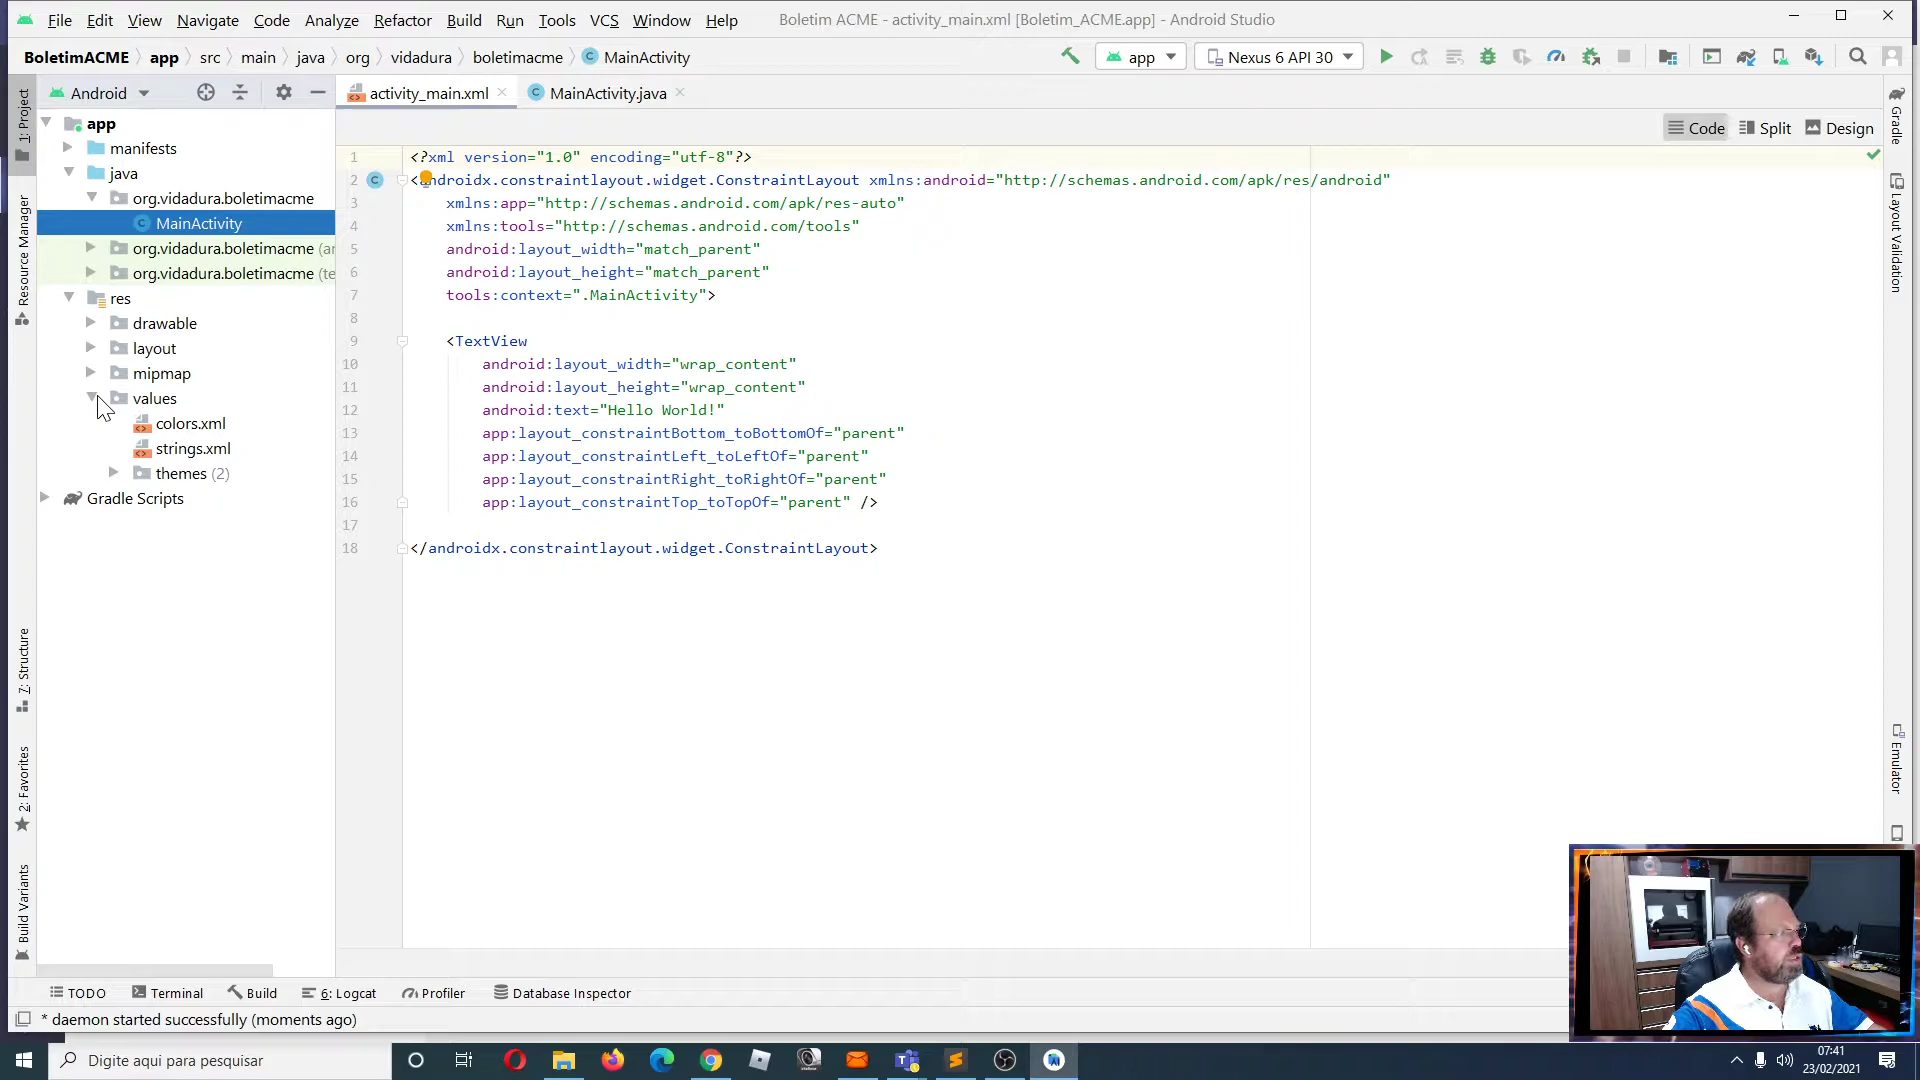 File Edit View Navigate Code Analyze Refactor Build Run Tools VCS Window Help Boletim ACME - activity_main.xml [Boletim_ACME.app] - Android Studio
BoletimACME app src main java org vidadura boletimacme MainActivity app Nexus 6 API 30
Android activity_main.xml MainActivity.java
Code Split Design
1: Project
Resource Manager
7: Structure
2: Favorites
Build Variants
app
manifests
java
org.vidadura.boletimacme
MainActivity
org.vidadura.boletimacme (ar
org.vidadura.boletimacme (te
res
drawable
layout
mipmap
values
colors.xml
strings.xml
themes (2)
Gradle Scripts
1 <?xml version="1.0" encoding="utf-8"?>
2 <androidx.constraintlayout.widget.ConstraintLayout xmlns:android="http://schemas.android.com/apk/res/android"
3 xmlns:app="http://schemas.android.com/apk/res-auto"
4 xmlns:tools="http://schemas.android.com/tools"
5 android:layout_width="match_parent"
6 android:layout_height="match_parent"
7 tools:context=".MainActivity">
8
9 <TextView
10 android:layout_width="wrap_content"
11 android:layout_height="wrap_content"
12 android:text="Hello World!"
13 app:layout_constraintBottom_toBottomOf="parent"
14 app:layout_constraintLeft_toLeftOf="parent"
15 app:layout_constraintRight_toRightOf="parent"
16 app:layout_constraintTop_toTopOf="parent" />
17
18 </androidx.constraintlayout.widget.ConstraintLayout>
Gradle
Layout Validation
Emulator
TODO Terminal Build 6: Logcat Profiler Database Inspector
* daemon started successfully (moments ago)
Digite aqui para pesquisar
07:41
23/02/2021